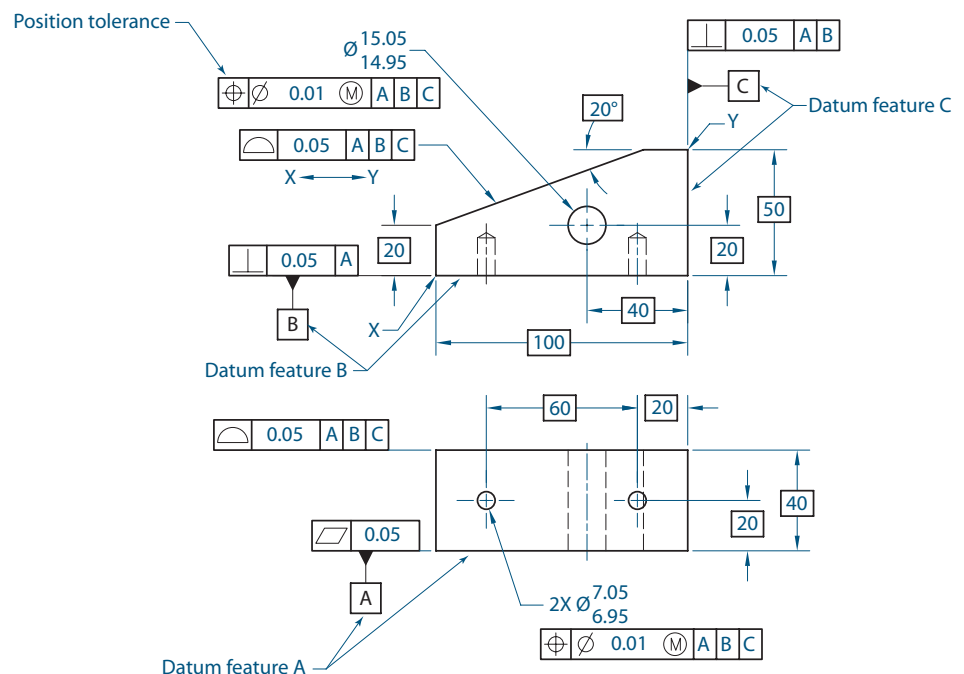 Position tolerance
Ø 15.05
14.95
⌖ Ø 0.01 Ⓜ A B C
⌓ 0.05 A B C
X Y
⟂ 0.05 A B
C
Datum feature C
20°
Y
50
20
20
⟂ 0.05 A
B
X
40
100
Datum feature B
60
20
⌓ 0.05 A B C
40
20
⏥ 0.05
A
2X Ø 7.05
6.95
⌖ Ø 0.01 Ⓜ A B C
Datum feature A